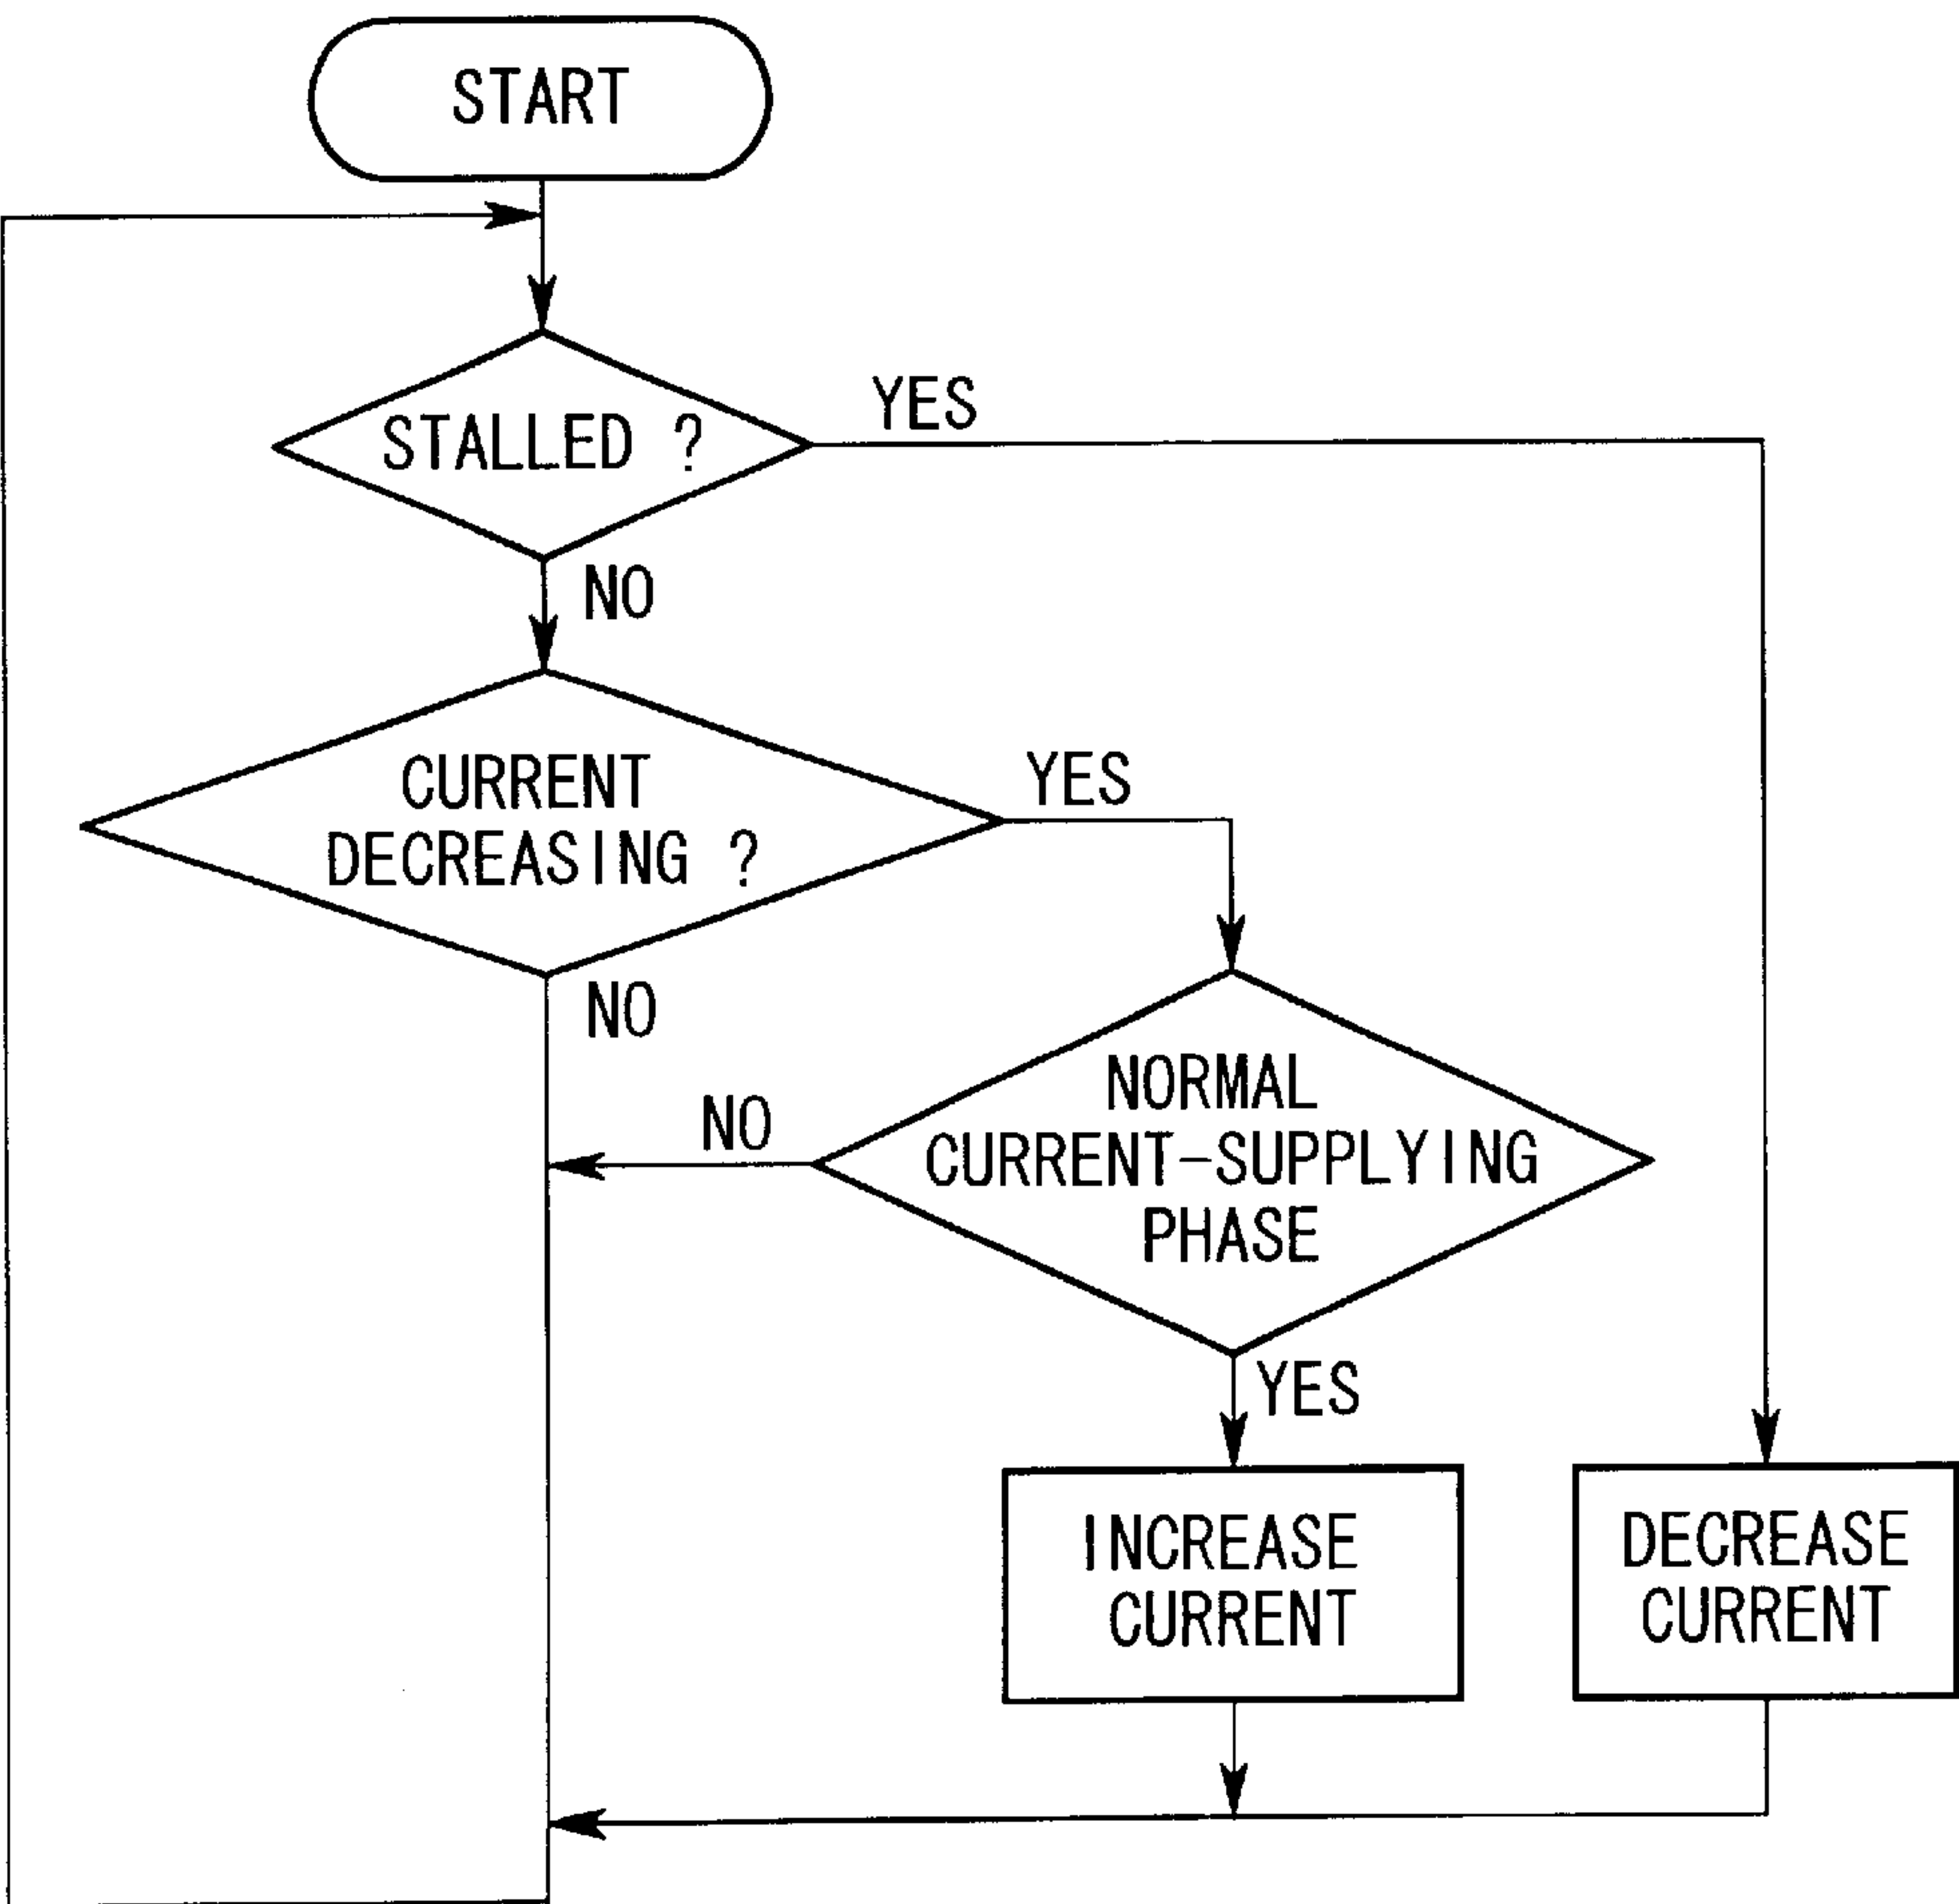 START
STALLED ?
YES
NO
CURRENT
DECREASING ?
YES
NO
NORMAL
CURRENT-SUPPLYING
PHASE
NO
YES
INCREASE
CURRENT
DECREASE
CURRENT